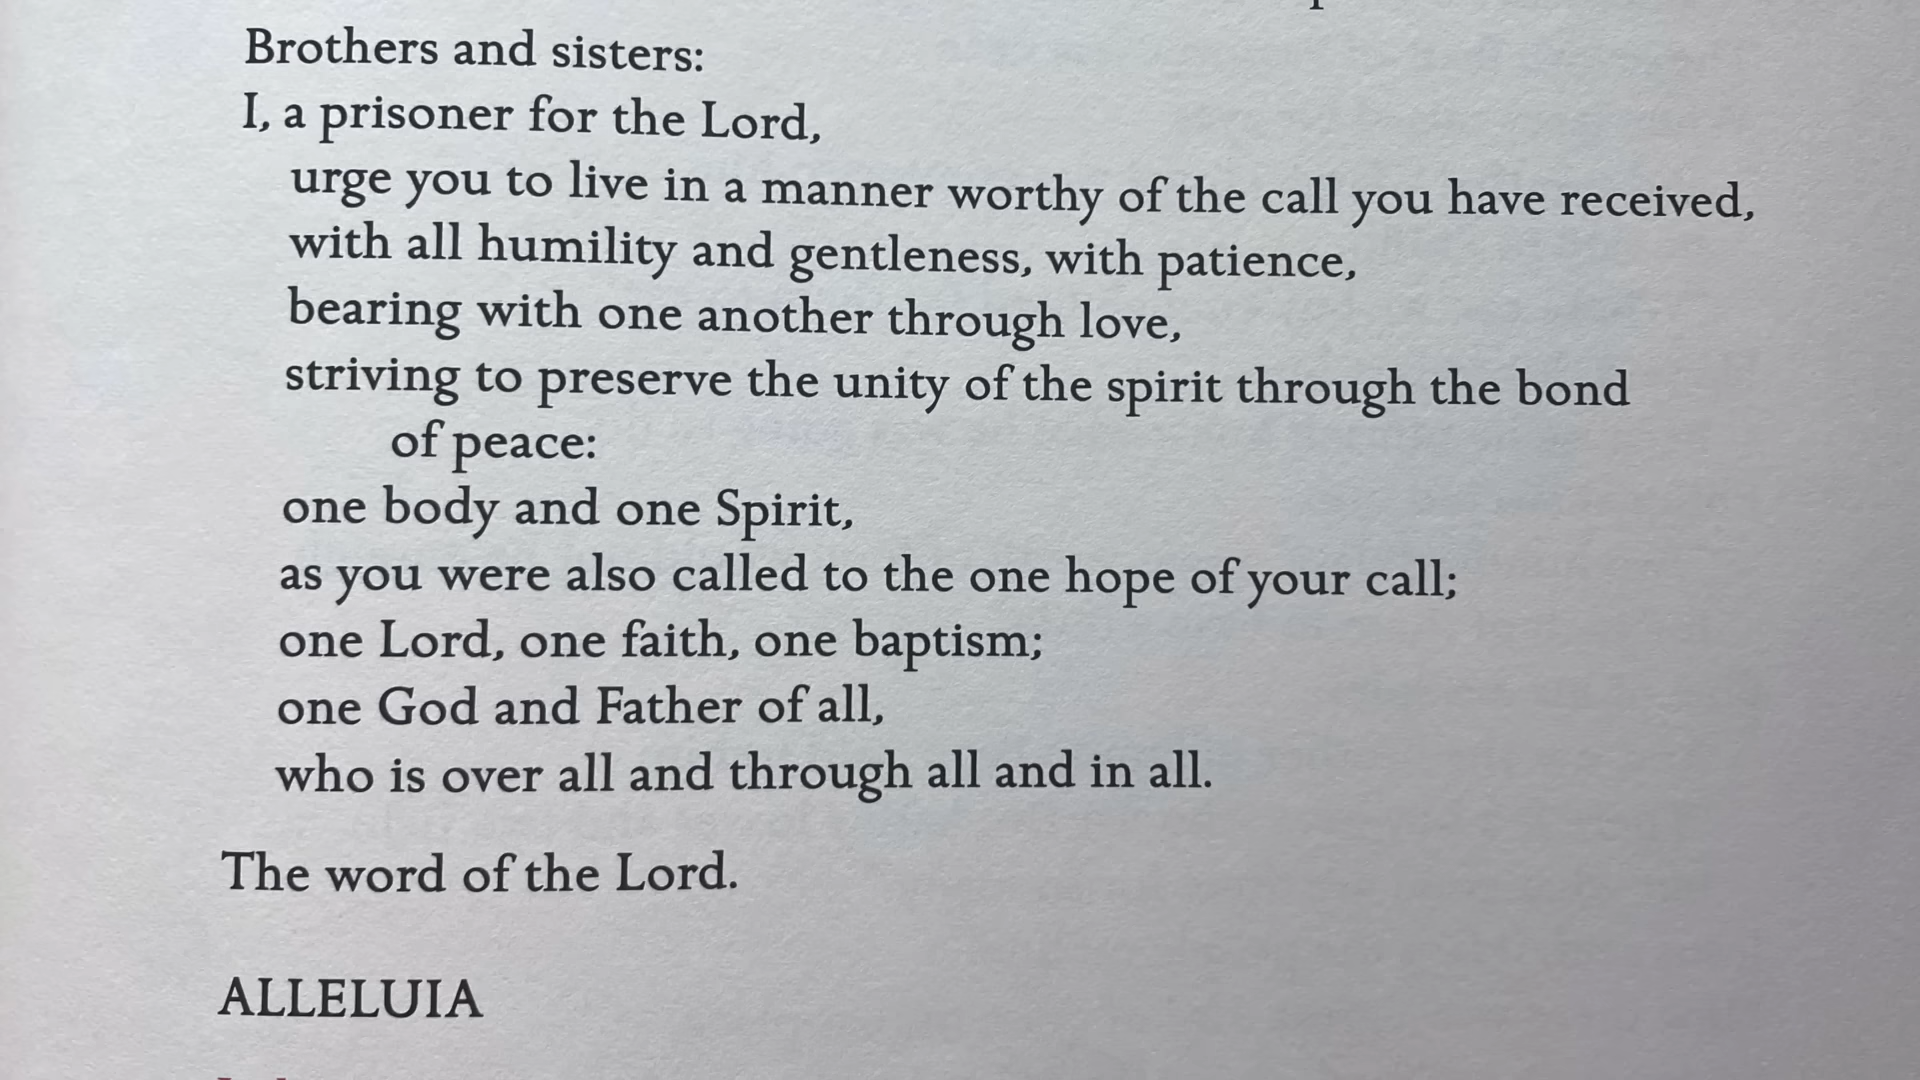 Brothers and sisters:
I, a prisoner for the Lord,
urge you to live in a manner worthy of the call you have received,
with all humility and gentleness, with patience,
bearing with one another through love,
striving to preserve the unity of the spirit through the bond
of peace:
one body and one Spirit,
as you were also called to the one hope of your call;
one Lord, one faith, one baptism;
one God and Father of all,
who is over all and through all and in all.
The word of the Lord.
ALLELUIA